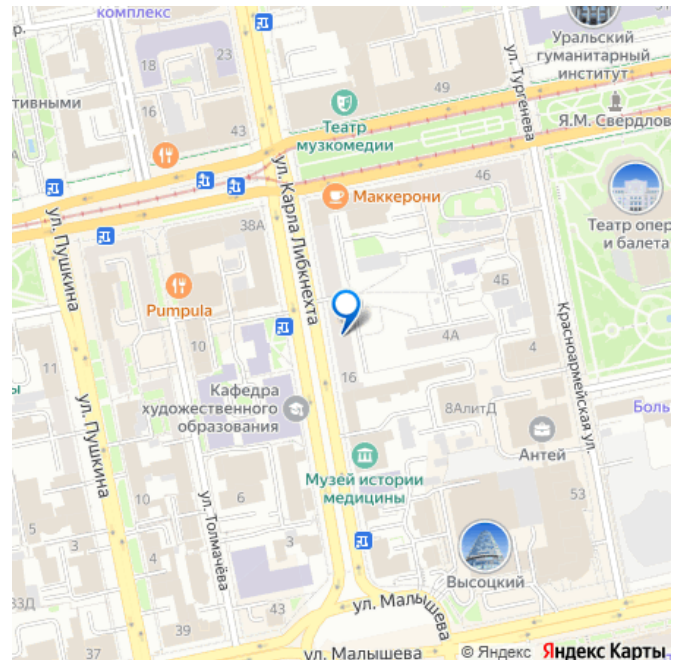 комплекс
р.
18
23
ул. Тургенева
Уральский
гуманитарный
институт
49
Я.М. Свердлов
тивными
16
43
Театр
музкомедии
46
Маккерони
ул. Карла Либкнехта
ул. Пушкина
38А
Театр опер
и балета
4Б
Pumpula
Красноармейская ул.
4А
4
10
11
16
ы
Кафедра
художественного
образования
8АлитД
Боль
Антей
ул. Пушкина
Музей истории
медицины
10
6
53
ул. Толмачёва
5
3
3
4
Высоцкий
33Д
43
ул. Малышева
39
37
ул. Малышева
© Яндекс Яндекс Карты